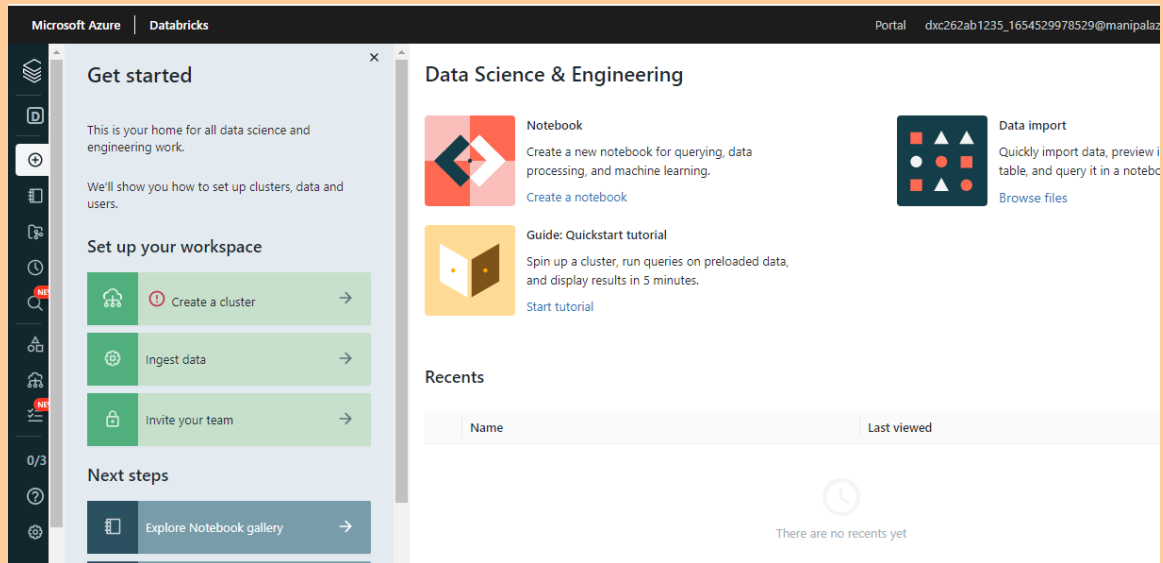 Microsoft Azure Databricks
Portal dxc262ab1235_1654529978529@manipalaz
Get started
This is your home for all data science and
engineering work.
We'll show you how to set up clusters, data and
users.
Set up your workspace
Create a cluster
Ingest data
Invite your team
Next steps
Explore Notebook gallery
D
NE
NE
0/3
Data Science & Engineering
Notebook
Create a new notebook for querying, data
processing, and machine learning.
Create a notebook
Data import
Quickly import data, preview i
table, and query it in a notebo
Browse files
Guide: Quickstart tutorial
Spin up a cluster, run queries on preloaded data,
and display results in 5 minutes.
Start tutorial
Recents
Name Last viewed
There are no recents yet